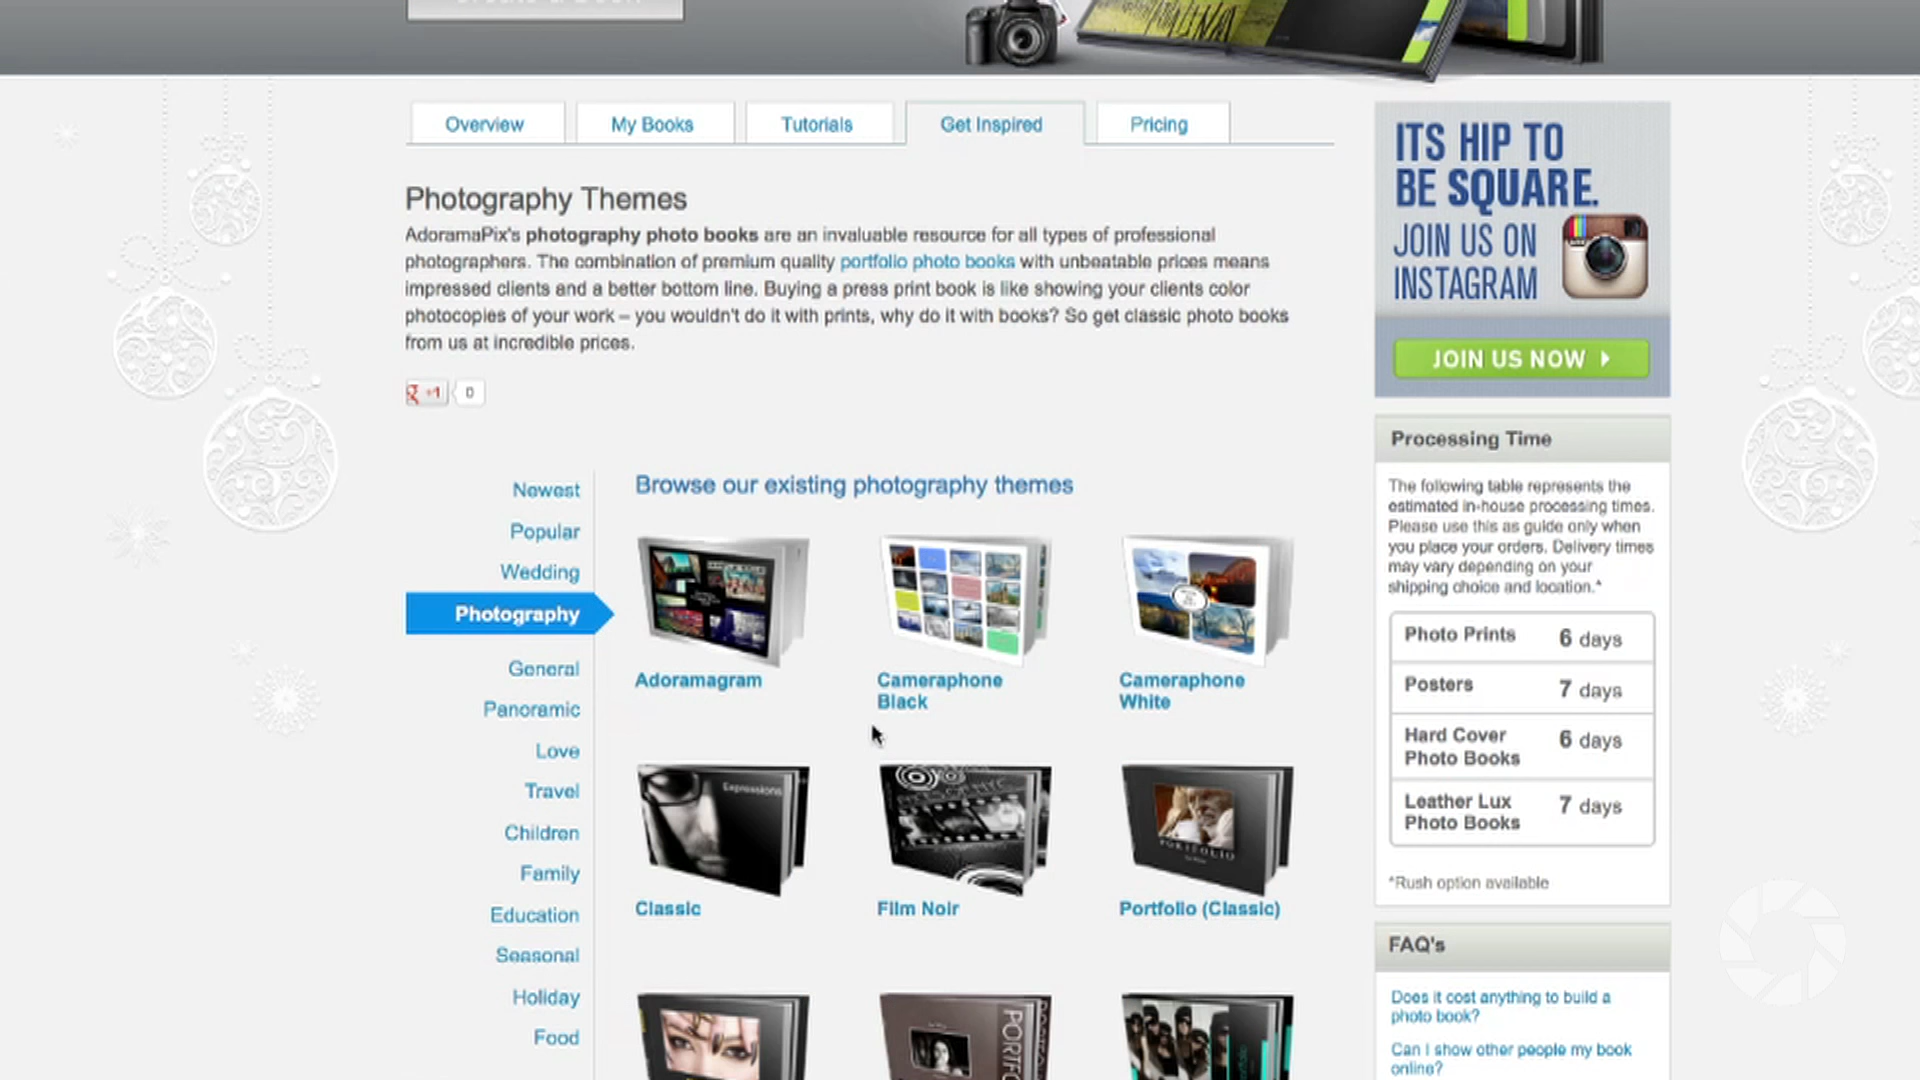 Overview
My Books
Tutorials
Get Inspired
Pricing
Photography Themes
AdoramaPix's photography photo books are an invaluable resource for all types of professional
photographers. The combination of premium quality portfolio photo books with unbeatable prices means
impressed clients and a better bottom line. Buying a press print book is like showing your clients color
photocopies of your work – you wouldn't do it with prints, why do it with books? So get classic photo books
from us at incredible prices.
+1
0
Newest
Popular
Wedding
Photography
General
Panoramic
Love
Travel
Children
Family
Education
Seasonal
Holiday
Food
Browse our existing photography themes
Adoramagram
Cameraphone
Black
Cameraphone
White
Expressions
PORTFOLIO
Classic
Film Noir
Portfolio (Classic)
ITS HIP TO
BE SQUARE.
JOIN US ON
INSTAGRAM
JOIN US NOW
Processing Time
The following table represents the
estimated in-house processing times.
Please use this as guide only when
you place your orders. Delivery times
may vary depending on your
shipping choice and location.*
Photo Prints 6 days
Posters 7 days
Hard Cover
Photo Books 6 days
Leather Lux
Photo Books 7 days
*Rush option available
FAQ's
Does it cost anything to build a
photo book?
Can I show other people my book
online?